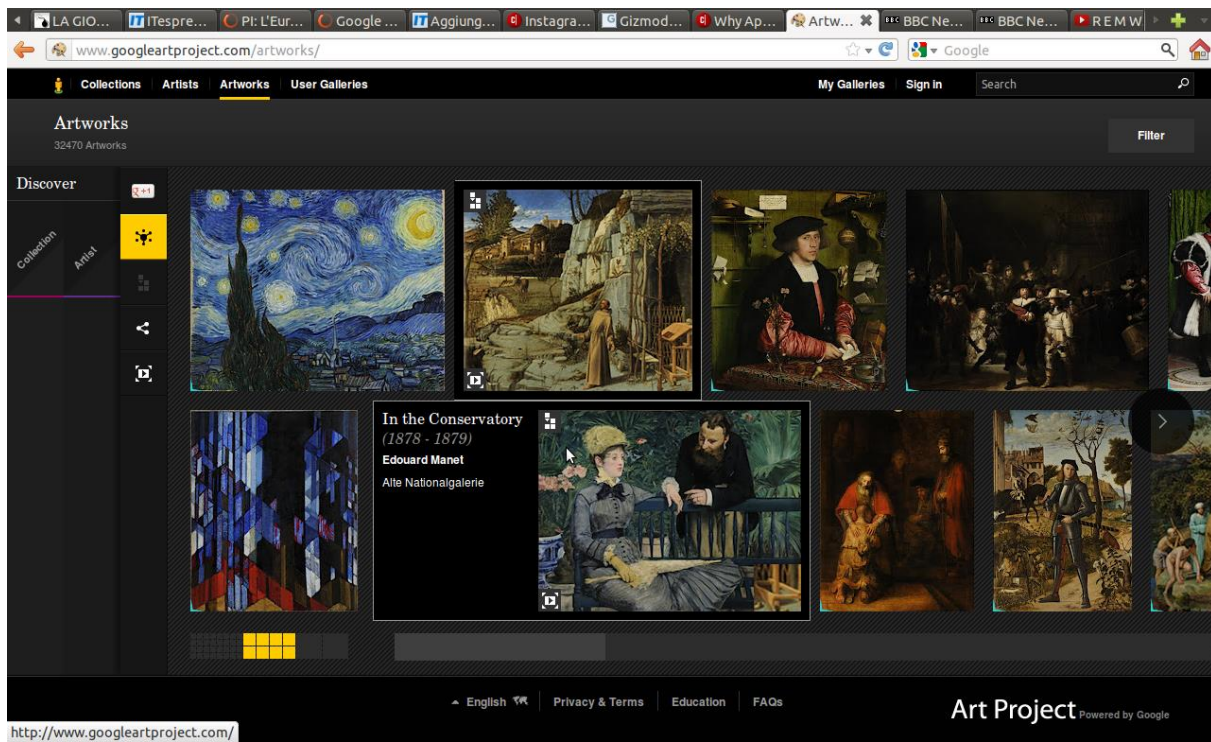 LA GIO...
ITespre...
PI: L'Eur...
Google ...
Aggiung...
Instagra...
Gizmod...
Why Ap...
Artw...
BBC Ne...
BBC Ne...
R E M W
www.googleartproject.com/artworks/
Google
Collections Artists Artworks User Galleries
My Galleries Sign in Search
Artworks
32470 Artworks
Filter
Discover
+1
Collection
Artist
In the Conservatory
(1878 - 1879)
Edouard Manet
Alte Nationalgalerie
English Privacy & Terms Education FAQs
Art Project Powered by Google
http://www.googleartproject.com/